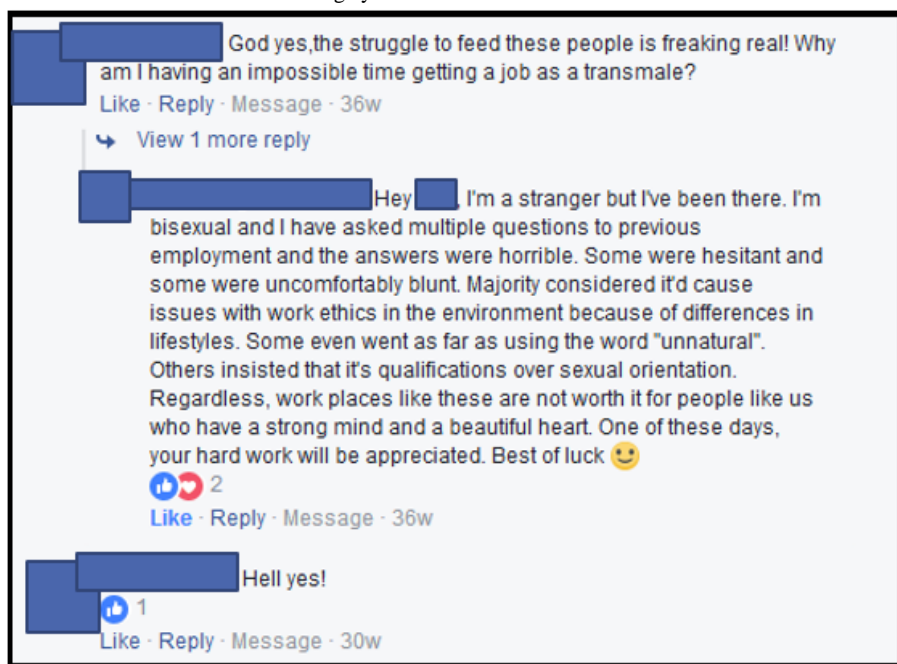 God yes,the struggle to feed these people is freaking real! Why
am I having an impossible time getting a job as a transmale?
Like · Reply · Message · 36w
View 1 more reply
Hey , I'm a stranger but I've been there. I'm
bisexual and I have asked multiple questions to previous
employment and the answers were horrible. Some were hesitant and
some were uncomfortably blunt. Majority considered it'd cause
issues with work ethics in the environment because of differences in
lifestyles. Some even went as far as using the word "unnatural".
Others insisted that it's qualifications over sexual orientation.
Regardless, work places like these are not worth it for people like us
who have a strong mind and a beautiful heart. One of these days,
your hard work will be appreciated. Best of luck 🙂
2
Like · Reply · Message · 36w
Hell yes!
1
Like · Reply · Message · 30w